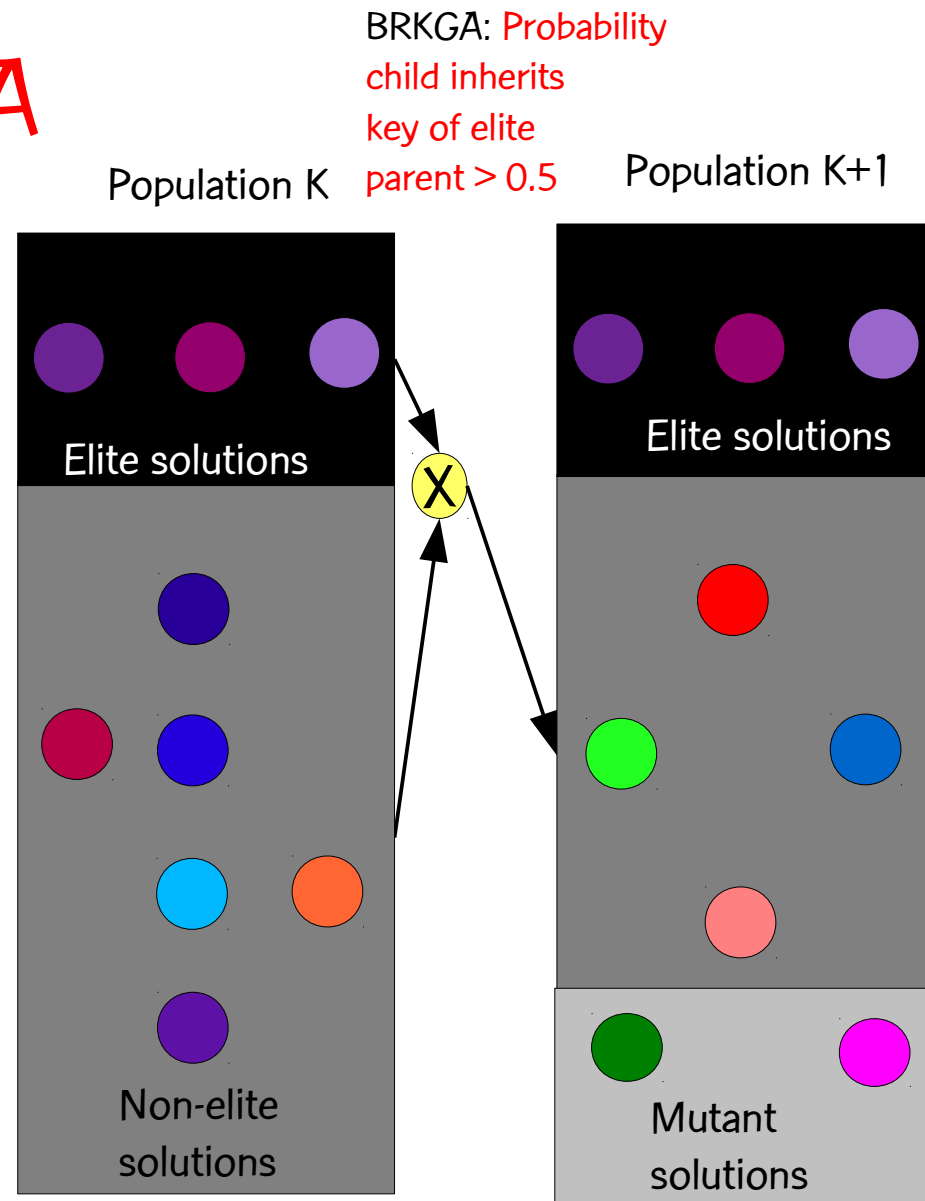 A
BRKGA: Probability
child inherits
key of elite
parent > 0.5
Population K
Population K+1
Elite solutions
Elite solutions
X
Non-elite
solutions
Mutant
solutions